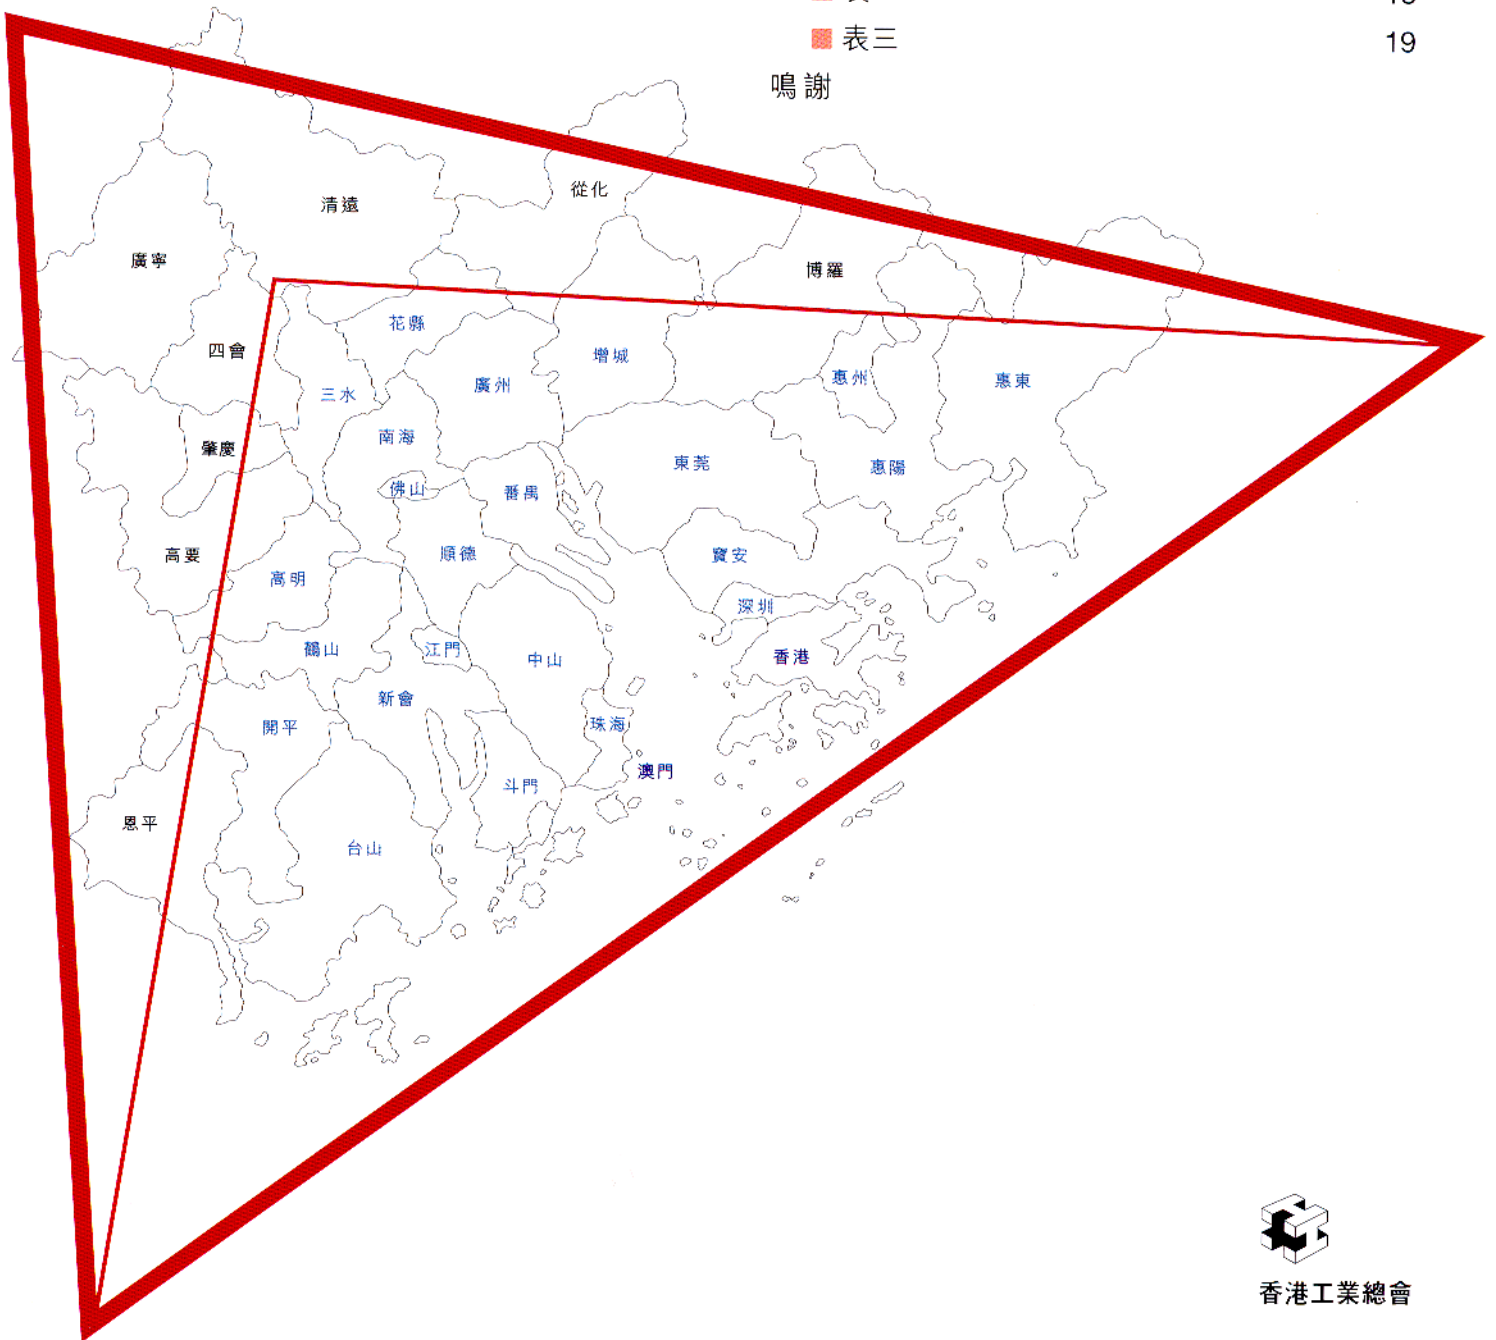 表三 19
鳴謝
從化
清遠
廣寧
博羅
花縣
四會
增城
惠州
惠東
廣州
三水
南海
肇慶
東莞
惠陽
佛山
番禺
高要
順德
寶安
高明
深圳
鶴山
江門
中山
香港
新會
開平
珠海
澳門
斗門
恩平
台山
香港工業總會